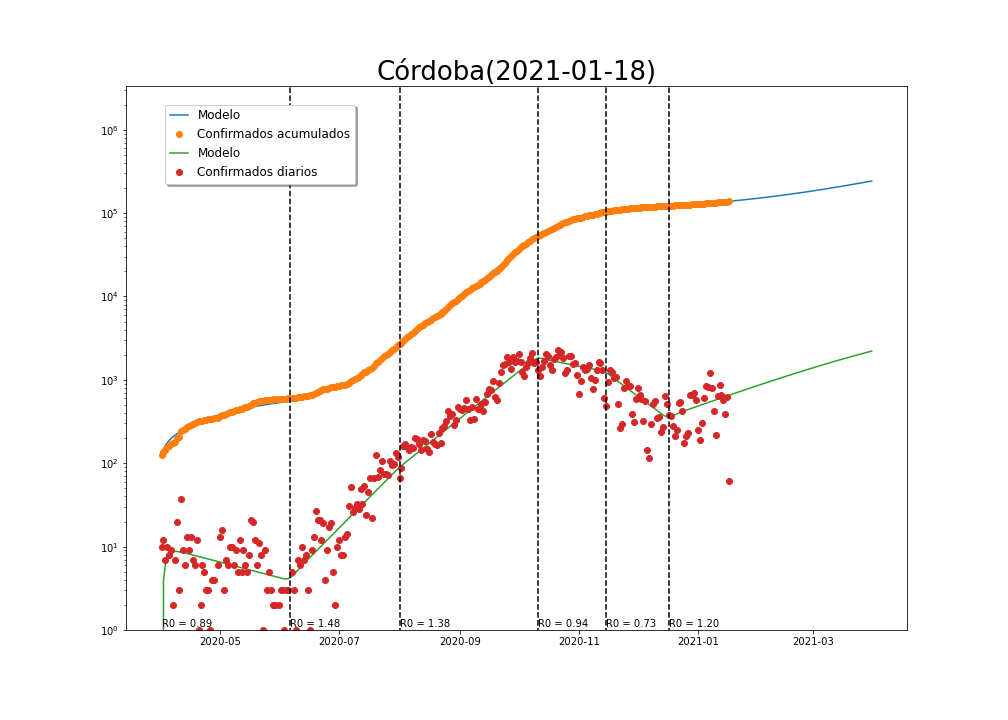 Córdoba(2021-01-18)
Modelo
Confirmados acumulados
Modelo
Confirmados diarios
10⁶
10⁵
10⁴
10³
10²
10¹
10⁰
R0 = 0.89 R0 = 1.48 R0 = 1.38 R0 = 0.94 R0 = 0.73 R0 = 1.20
2020-05 2020-07 2020-09 2020-11 2021-01 2021-03